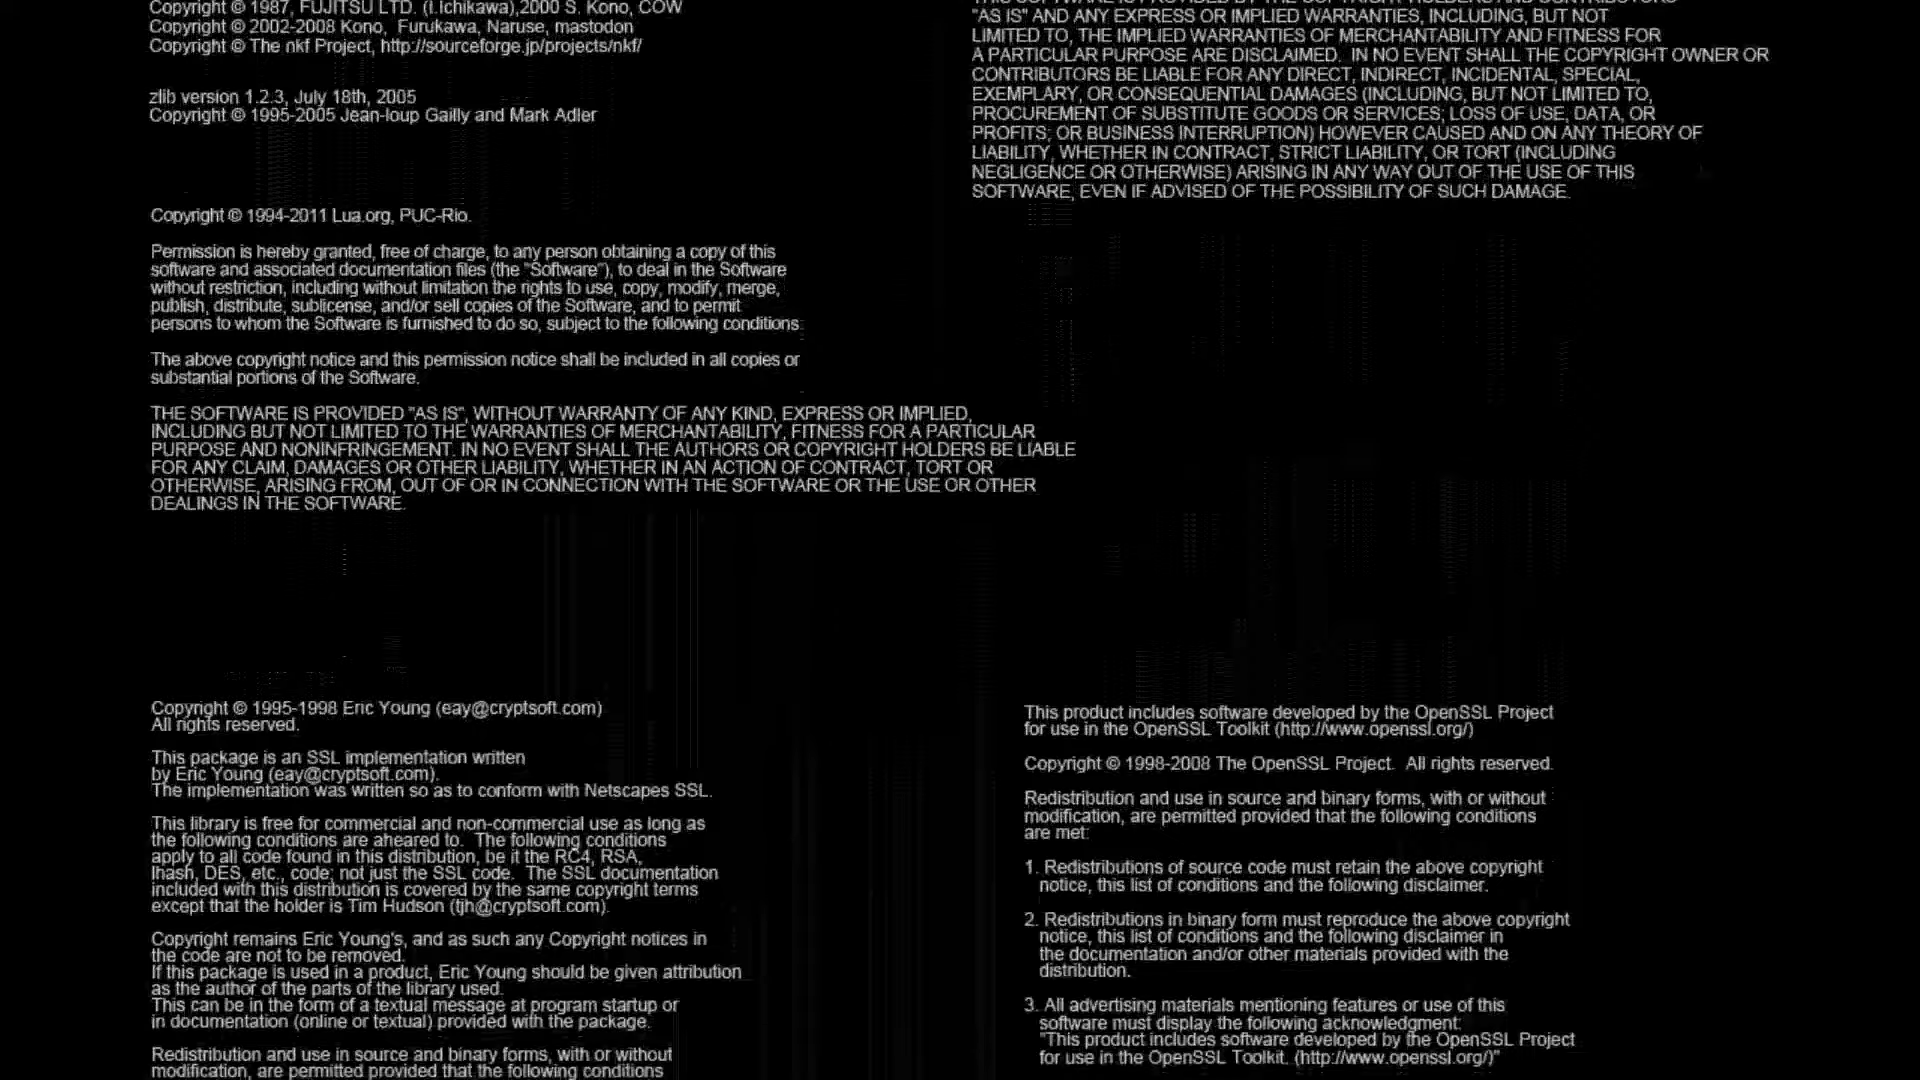 Copyright © 1987, FUJITSU LTD. (I.Ichikawa),2000 S. Kono, COW
Copyright © 2002-2008 Kono, Furukawa, Naruse, mastodon
Copyright © The nkf Project, http://sourceforge.jp/projects/nkf/
zlib version 1.2.3, July 18th, 2005
Copyright © 1995-2005 Jean-loup Gailly and Mark Adler
Copyright © 1994-2011 Lua.org, PUC-Rio.
Permission is hereby granted, free of charge, to any person obtaining a copy of this
software and associated documentation files (the "Software"), to deal in the Software
without restriction, including without limitation the rights to use, copy, modify, merge,
publish, distribute, sublicense, and/or sell copies of the Software, and to permit
persons to whom the Software is furnished to do so, subject to the following conditions:
The above copyright notice and this permission notice shall be included in all copies or
substantial portions of the Software.
THE SOFTWARE IS PROVIDED "AS IS", WITHOUT WARRANTY OF ANY KIND, EXPRESS OR IMPLIED,
INCLUDING BUT NOT LIMITED TO THE WARRANTIES OF MERCHANTABILITY, FITNESS FOR A PARTICULAR
PURPOSE AND NONINFRINGEMENT. IN NO EVENT SHALL THE AUTHORS OR COPYRIGHT HOLDERS BE LIABLE
FOR ANY CLAIM, DAMAGES OR OTHER LIABILITY, WHETHER IN AN ACTION OF CONTRACT, TORT OR
OTHERWISE, ARISING FROM, OUT OF OR IN CONNECTION WITH THE SOFTWARE OR THE USE OR OTHER
DEALINGS IN THE SOFTWARE.
THIS SOFTWARE IS PROVIDED BY THE COPYRIGHT HOLDERS AND CONTRIBUTORS
"AS IS" AND ANY EXPRESS OR IMPLIED WARRANTIES, INCLUDING, BUT NOT
LIMITED TO, THE IMPLIED WARRANTIES OF MERCHANTABILITY AND FITNESS FOR
A PARTICULAR PURPOSE ARE DISCLAIMED. IN NO EVENT SHALL THE COPYRIGHT OWNER OR
CONTRIBUTORS BE LIABLE FOR ANY DIRECT, INDIRECT, INCIDENTAL, SPECIAL,
EXEMPLARY, OR CONSEQUENTIAL DAMAGES (INCLUDING, BUT NOT LIMITED TO,
PROCUREMENT OF SUBSTITUTE GOODS OR SERVICES; LOSS OF USE, DATA, OR
PROFITS; OR BUSINESS INTERRUPTION) HOWEVER CAUSED AND ON ANY THEORY OF
LIABILITY, WHETHER IN CONTRACT, STRICT LIABILITY, OR TORT (INCLUDING
NEGLIGENCE OR OTHERWISE) ARISING IN ANY WAY OUT OF THE USE OF THIS
SOFTWARE, EVEN IF ADVISED OF THE POSSIBILITY OF SUCH DAMAGE.
Copyright © 1995-1998 Eric Young (eay@cryptsoft.com)
All rights reserved.
This package is an SSL implementation written
by Eric Young (eay@cryptsoft.com).
The implementation was written so as to conform with Netscapes SSL.
This library is free for commercial and non-commercial use as long as
the following conditions are aheared to. The following conditions
apply to all code found in this distribution, be it the RC4, RSA,
lhash, DES, etc., code; not just the SSL code. The SSL documentation
included with this distribution is covered by the same copyright terms
except that the holder is Tim Hudson (tjh@cryptsoft.com).
Copyright remains Eric Young's, and as such any Copyright notices in
the code are not to be removed.
If this package is used in a product, Eric Young should be given attribution
as the author of the parts of the library used.
This can be in the form of a textual message at program startup or
in documentation (online or textual) provided with the package.
Redistribution and use in source and binary forms, with or without
modification, are permitted provided that the following conditions
This product includes software developed by the OpenSSL Project
for use in the OpenSSL Toolkit (http://www.openssl.org/)
Copyright © 1998-2008 The OpenSSL Project. All rights reserved.
Redistribution and use in source and binary forms, with or without
modification, are permitted provided that the following conditions
are met:
1. Redistributions of source code must retain the above copyright
notice, this list of conditions and the following disclaimer.
2. Redistributions in binary form must reproduce the above copyright
notice, this list of conditions and the following disclaimer in
the documentation and/or other materials provided with the
distribution.
3. All advertising materials mentioning features or use of this
software must display the following acknowledgment:
"This product includes software developed by the OpenSSL Project
for use in the OpenSSL Toolkit. (http://www.openssl.org/)"